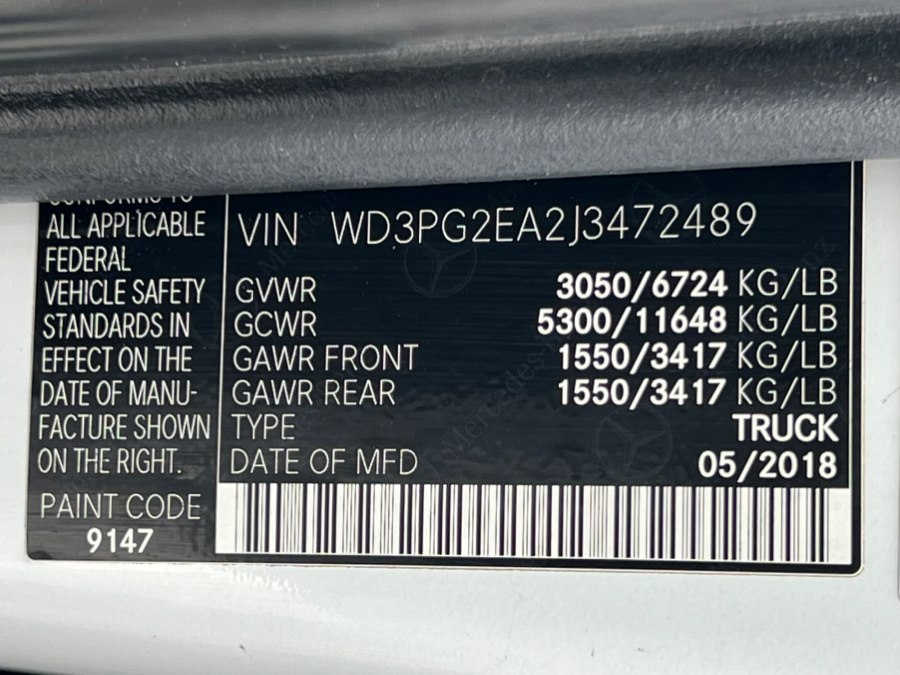 CONFORMS TO
ALL APPLICABLE
FEDERAL
VEHICLE SAFETY
STANDARDS IN
EFFECT ON THE
DATE OF MANU-
FACTURE SHOWN
ON THE RIGHT.
PAINT CODE
9147
VIN WD3PG2EA2J3472489
GVWR 3050/6724 KG/LB
GCWR 5300/11648 KG/LB
GAWR FRONT 1550/3417 KG/LB
GAWR REAR 1550/3417 KG/LB
TYPE TRUCK
DATE OF MFD 05/2018